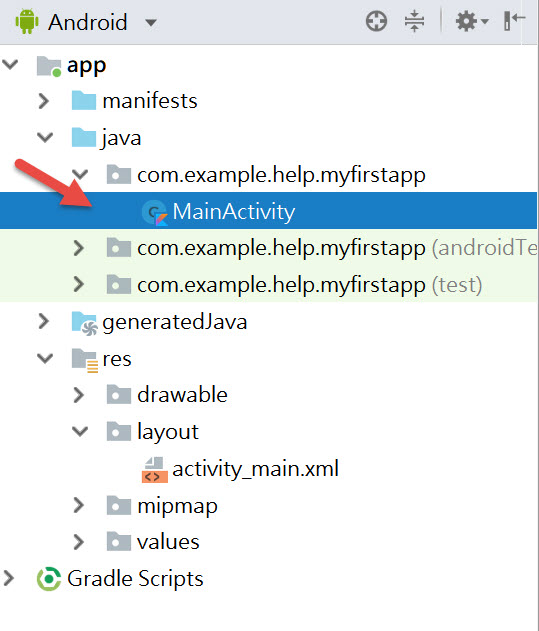 Android
app
manifests
java
com.example.help.myfirstapp
MainActivity
com.example.help.myfirstapp (androidTe
com.example.help.myfirstapp (test)
generatedJava
res
drawable
layout
activity_main.xml
mipmap
values
Gradle Scripts